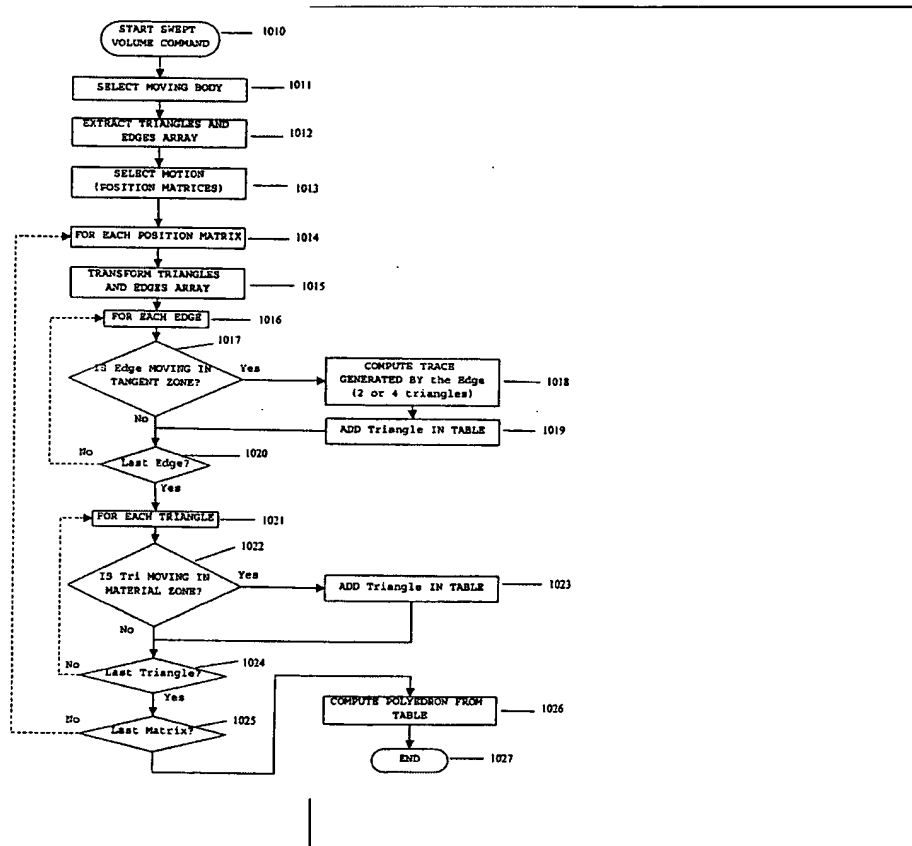 START SWEPT
VOLUME COMMAND
1010
SELECT MOVING BODY
1011
EXTRACT TRIANGLES AND
EDGES ARRAY
1012
SELECT MOTION
(POSITION MATRICES)
1013
FOR EACH POSITION MATRIX
1014
TRANSFORM TRIANGLES
AND EDGES ARRAY
1015
FOR EACH EDGE
1016
1017
IS Edge MOVING IN
TANGENT ZONE?
Yes
COMPUTE TRACE
GENERATED BY the Edge
(2 or 4 triangles)
1018
No
ADD Triangle IN TABLE
1019
No
Last Edge?
1020
Yes
FOR EACH TRIANGLE
1021
1022
IS Tri MOVING IN
MATERIAL ZONE?
Yes
ADD Triangle IN TABLE
1023
No
No
Last Triangle?
1024
Yes
No
Last Matrix?
1025
COMPUTE POLYEDRON FROM
TABLE
1026
END
1027